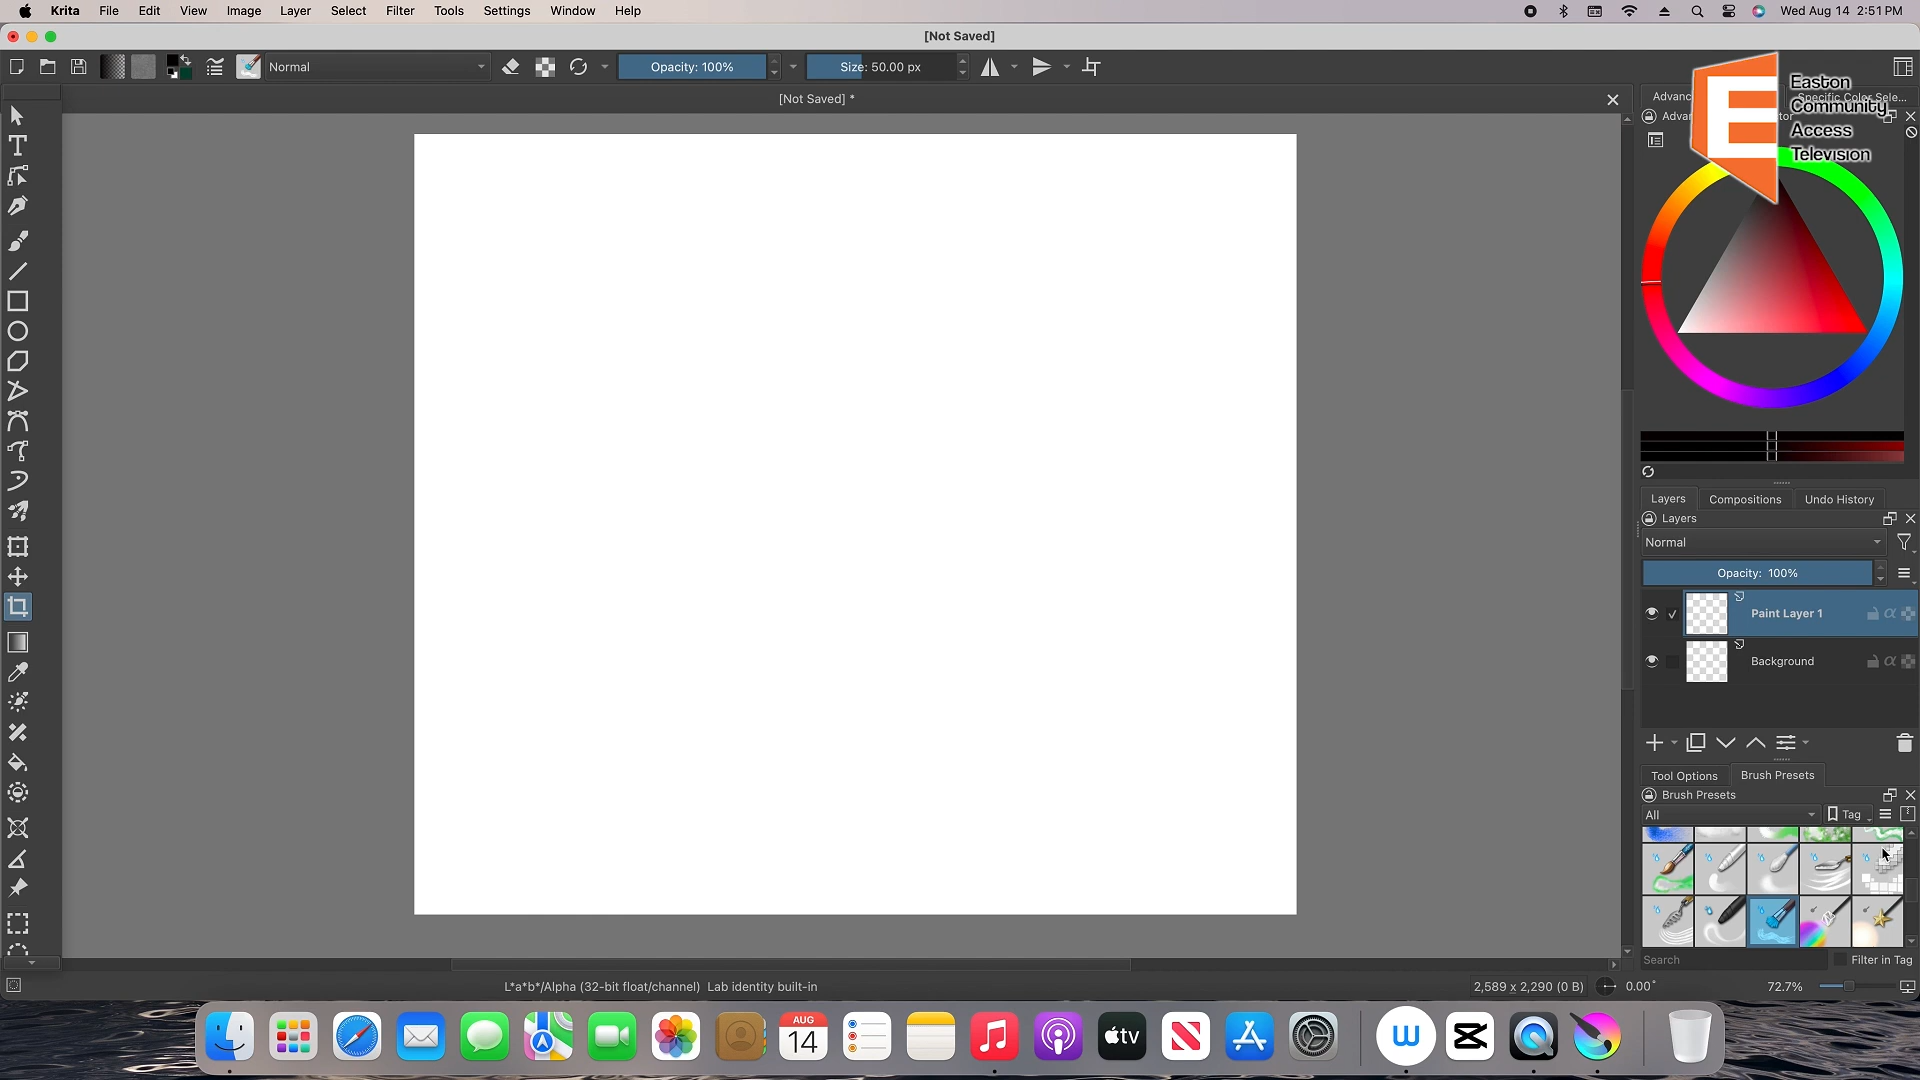 Krita File Edit View Image Layer Select Filter Tools Settings Window Help Wed Aug 14 2:51 PM
[Not Saved]
Normal Opacity: 100% Size: 50.00 px
[Not Saved] *
Easton
Community
Access
Television
Layers Compositions Undo History
Layers
Normal
Opacity: 100%
Paint Layer 1
Background
Tool Options Brush Presets
Brush Presets
All Tag
Search Filter in Tag
L*a*b*/Alpha (32-bit float/channel) Lab identity built-in 2,589 x 2,290 (0 B) 0.00° 72.7%
AUG
14
tv